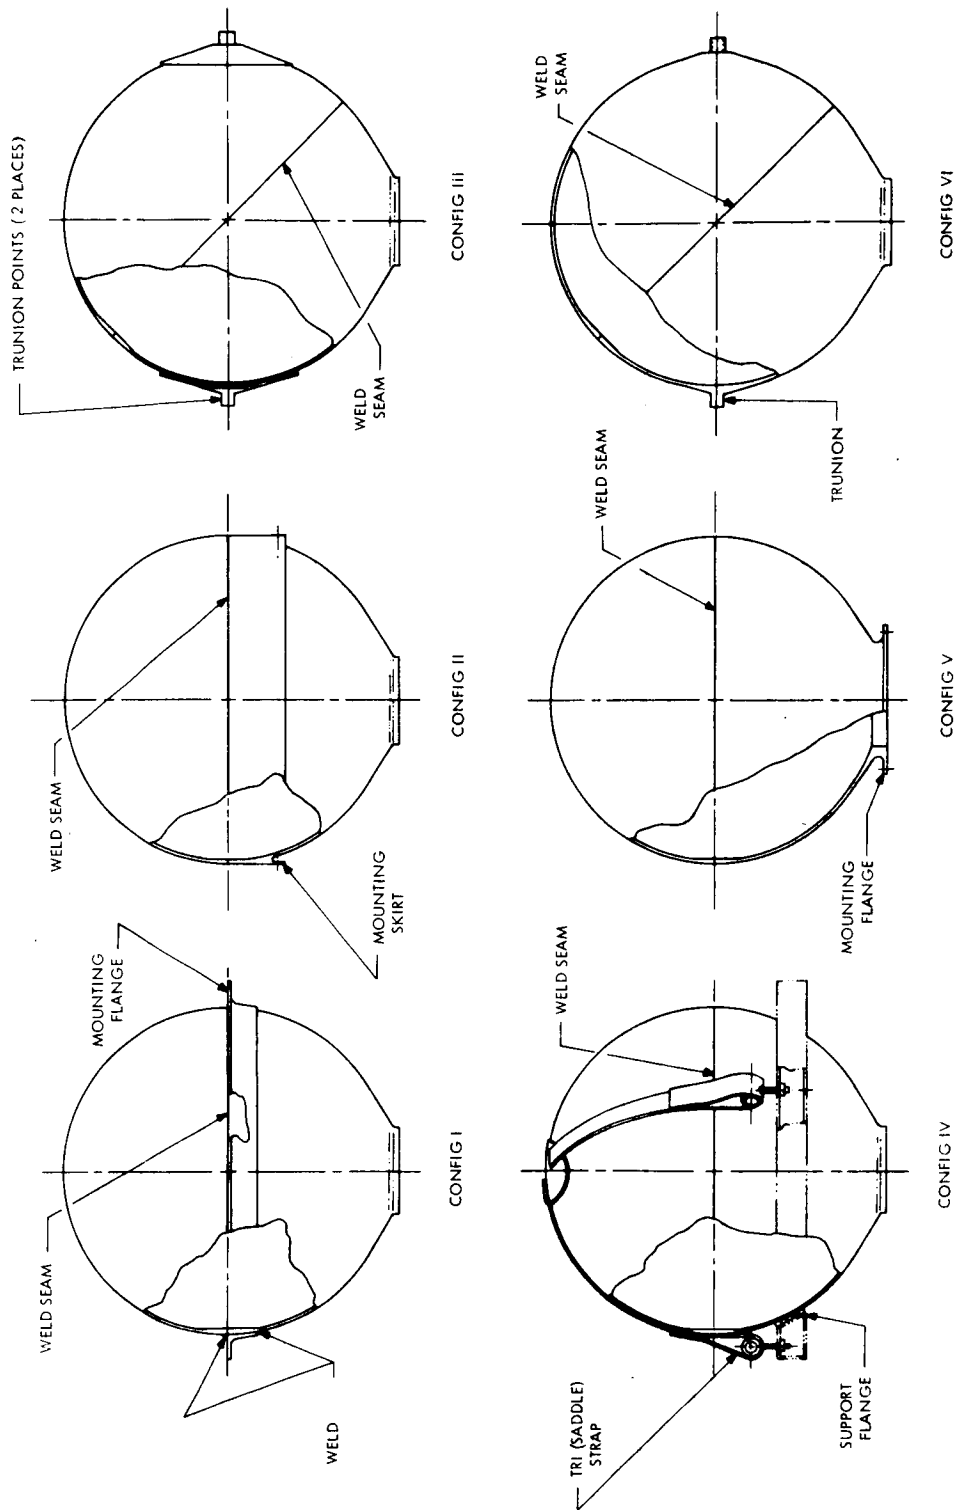 WELD SEAM
MOUNTING
FLANGE
WELD
CONFIG I
WELD SEAM
MOUNTING
SKIRT
CONFIG II
TRUNION POINTS ( 2 PLACES)
WELD
SEAM
CONFIG III
TRI (SADDLE)
STRAP
WELD SEAM
SUPPORT
FLANGE
CONFIG IV
WELD SEAM
MOUNTING
FLANGE
CONFIG V
WELD
SEAM
TRUNION
CONFIG VI